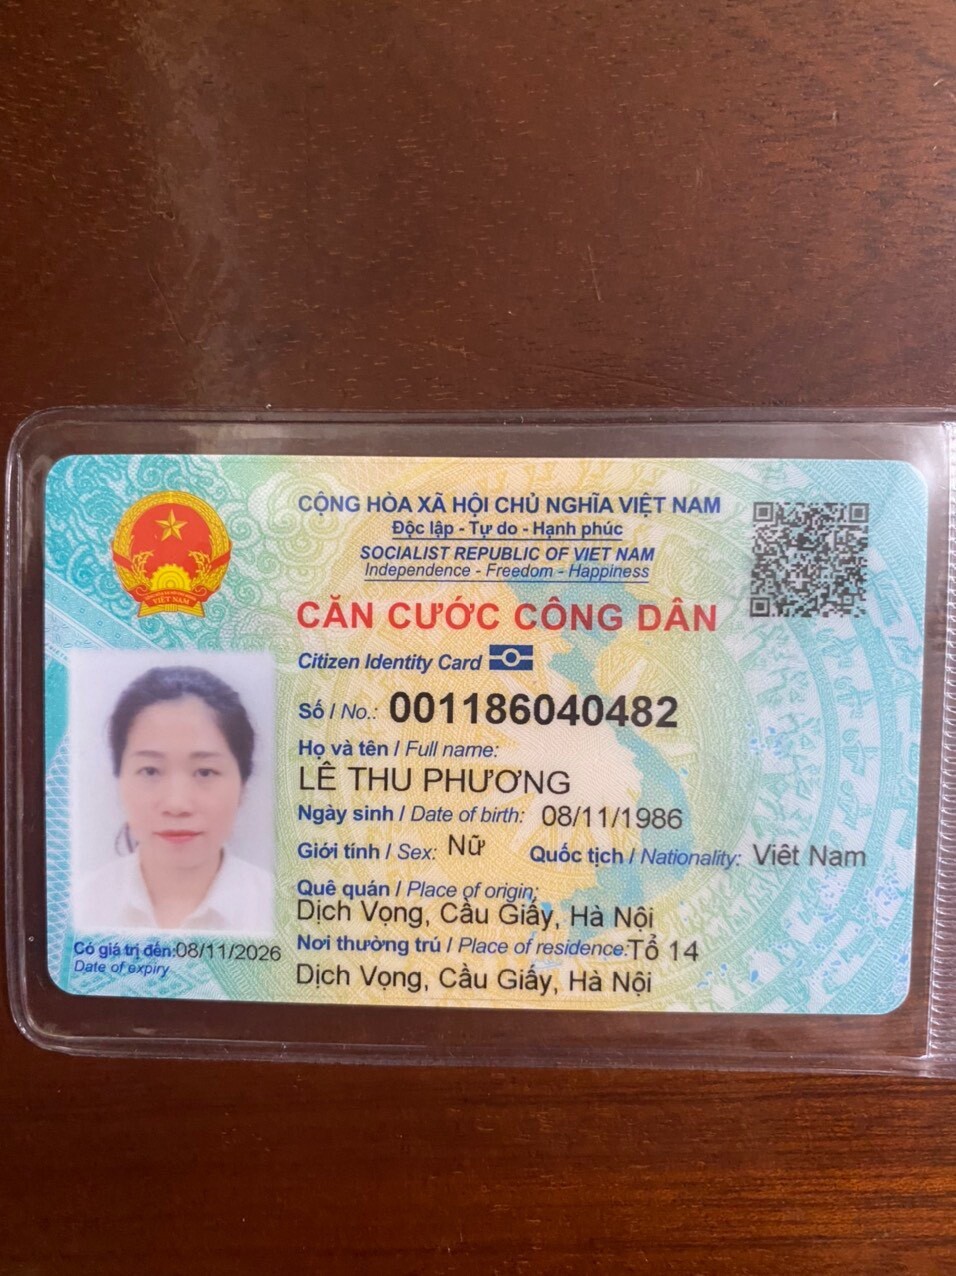 CỘNG HÒA XÃ HỘI CHỦ NGHĨA VIỆT NAM
Độc lập - Tự do - Hạnh phúc
SOCIALIST REPUBLIC OF VIET NAM
Independence - Freedom - Happiness
CĂN CƯỚC CÔNG DÂN
Citizen Identity Card
Số / No.: 001186040482
Họ và tên / Full name:
LÊ THU PHƯƠNG
Ngày sinh / Date of birth: 08/11/1986
Giới tính / Sex: Nữ Quốc tịch / Nationality: Việt Nam
Quê quán / Place of origin:
Dịch Vọng, Cầu Giấy, Hà Nội
Nơi thường trú / Place of residence: Tổ 14
Dịch Vọng, Cầu Giấy, Hà Nội
Có giá trị đến: 08/11/2026
Date of expiry
VIỆT NAM